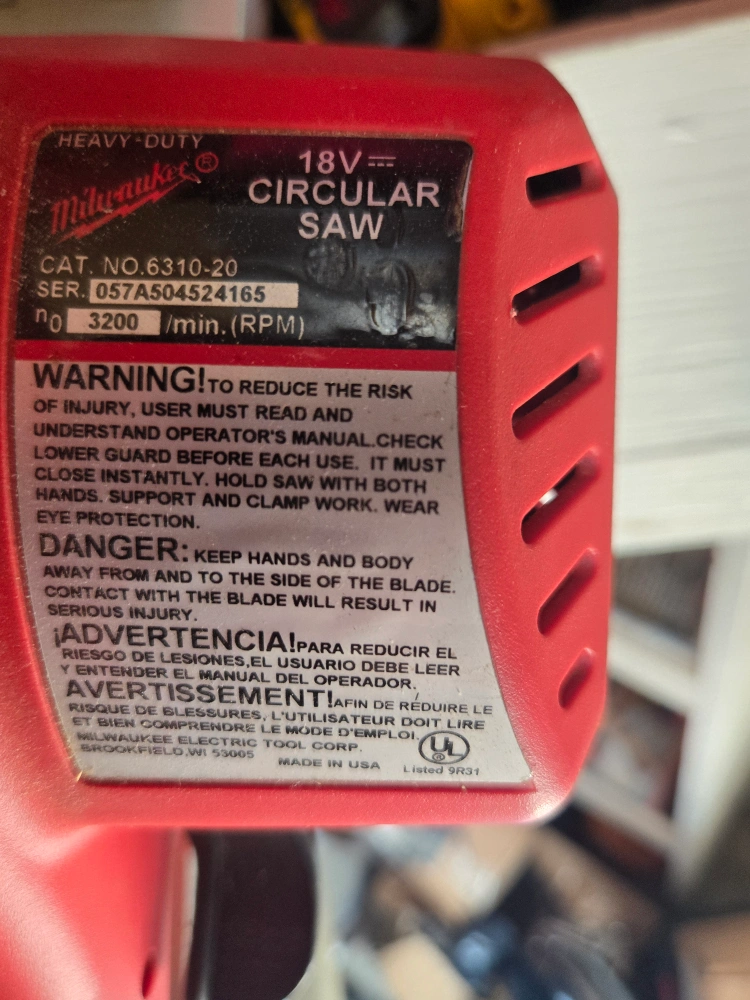 HEAVY-DUTY
Milwaukee®
18V
CIRCULAR
SAW
CAT. NO.6310-20
SER. 057A504524165
n0 3200 /min. (RPM)
WARNING! TO REDUCE THE RISK
OF INJURY, USER MUST READ AND
UNDERSTAND OPERATOR'S MANUAL.CHECK
LOWER GUARD BEFORE EACH USE. IT MUST
CLOSE INSTANTLY. HOLD SAW WITH BOTH
HANDS. SUPPORT AND CLAMP WORK. WEAR
EYE PROTECTION.
DANGER: KEEP HANDS AND BODY
AWAY FROM AND TO THE SIDE OF THE BLADE.
CONTACT WITH THE BLADE WILL RESULT IN
SERIOUS INJURY.
¡ADVERTENCIA! PARA REDUCIR EL
RIESGO DE LESIONES,EL USUARIO DEBE LEER
Y ENTENDER EL MANUAL DEL OPERADOR.
AVERTISSEMENT! AFIN DE RÉDUIRE LE
RISQUE DE BLESSURES, L'UTILISATEUR DOIT LIRE
ET BIEN COMPRENDRE LE MODE D'EMPLOI.
MILWAUKEE ELECTRIC TOOL CORP.
BROOKFIELD,WI 53005
MADE IN USA
UL®
Listed 9R31